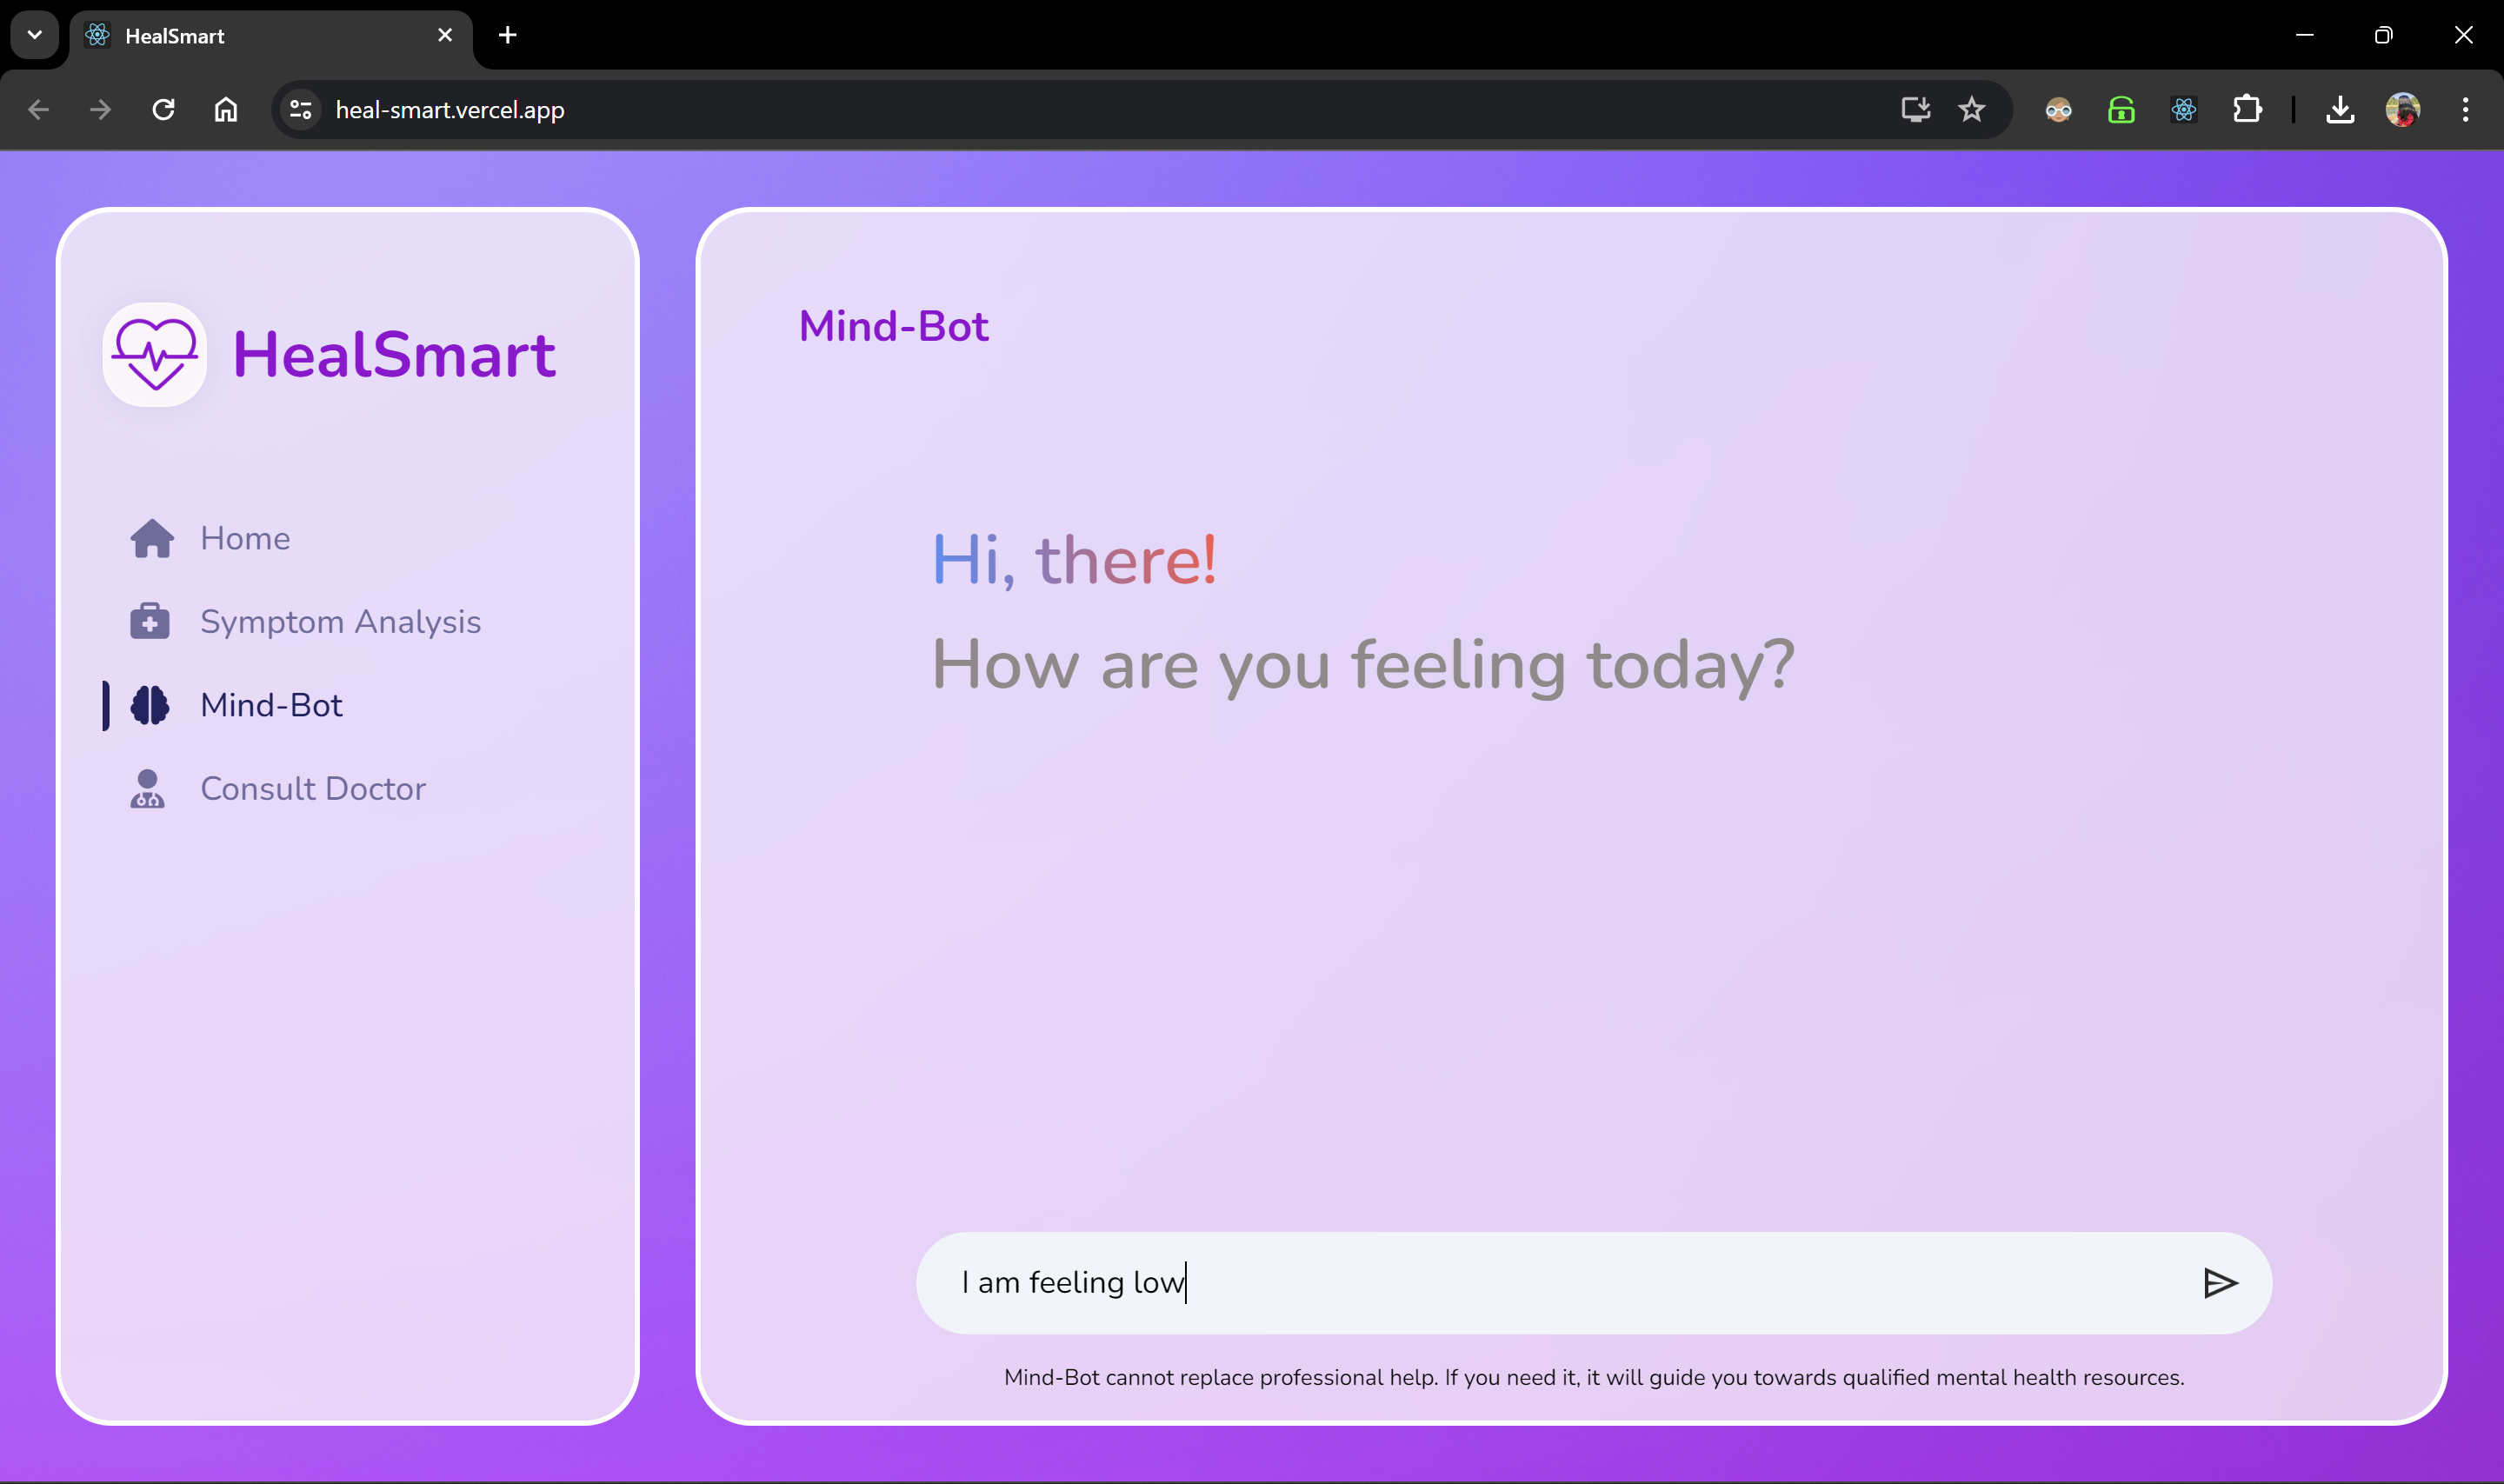 HealSmart
heal-smart.vercel.app
HealSmart
Home
Symptom Analysis
Mind-Bot
Consult Doctor
Mind-Bot
Hi, there!
How are you feeling today?
I am feeling low
Mind-Bot cannot replace professional help. If you need it, it will guide you towards qualified mental health resources.